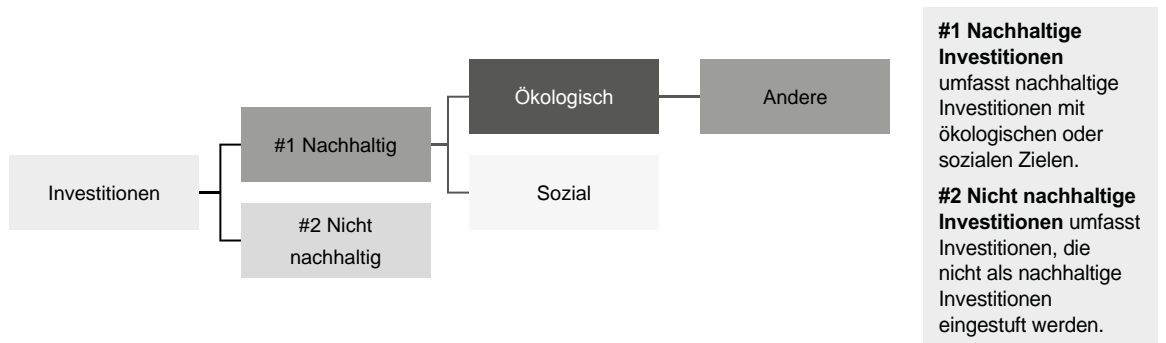 Investitionen
#1 Nachhaltig
#2 Nicht
nachhaltig
Ökologisch
Sozial
Andere
#1 Nachhaltige
Investitionen
umfasst nachhaltige
Investitionen mit
ökologischen oder
sozialen Zielen.
#2 Nicht nachhaltige
Investitionen umfasst
Investitionen, die
nicht als nachhaltige
Investitionen
eingestuft werden.